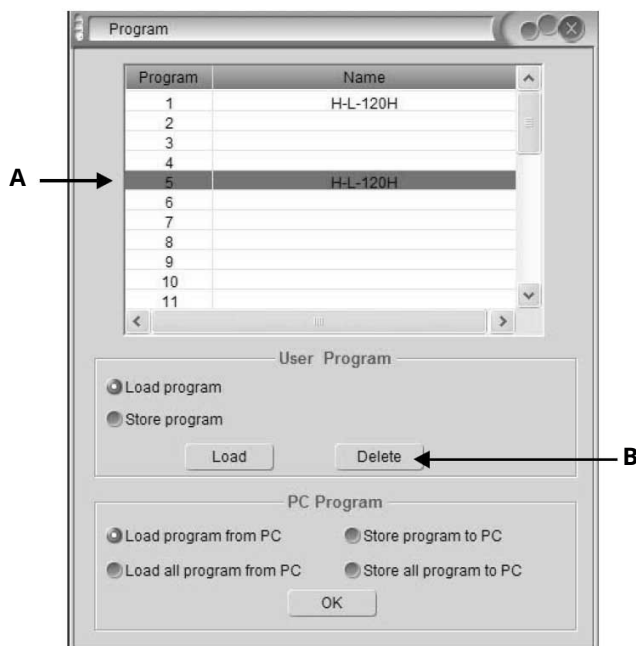 Program
Program Name
1 H-L-120H
2
3
4
A
5 H-L-120H
6
7
8
9
10
11
User Program
Load program
Store program
Load Delete
B
PC Program
Load program from PC Store program to PC
Load all program from PC Store all program to PC
OK